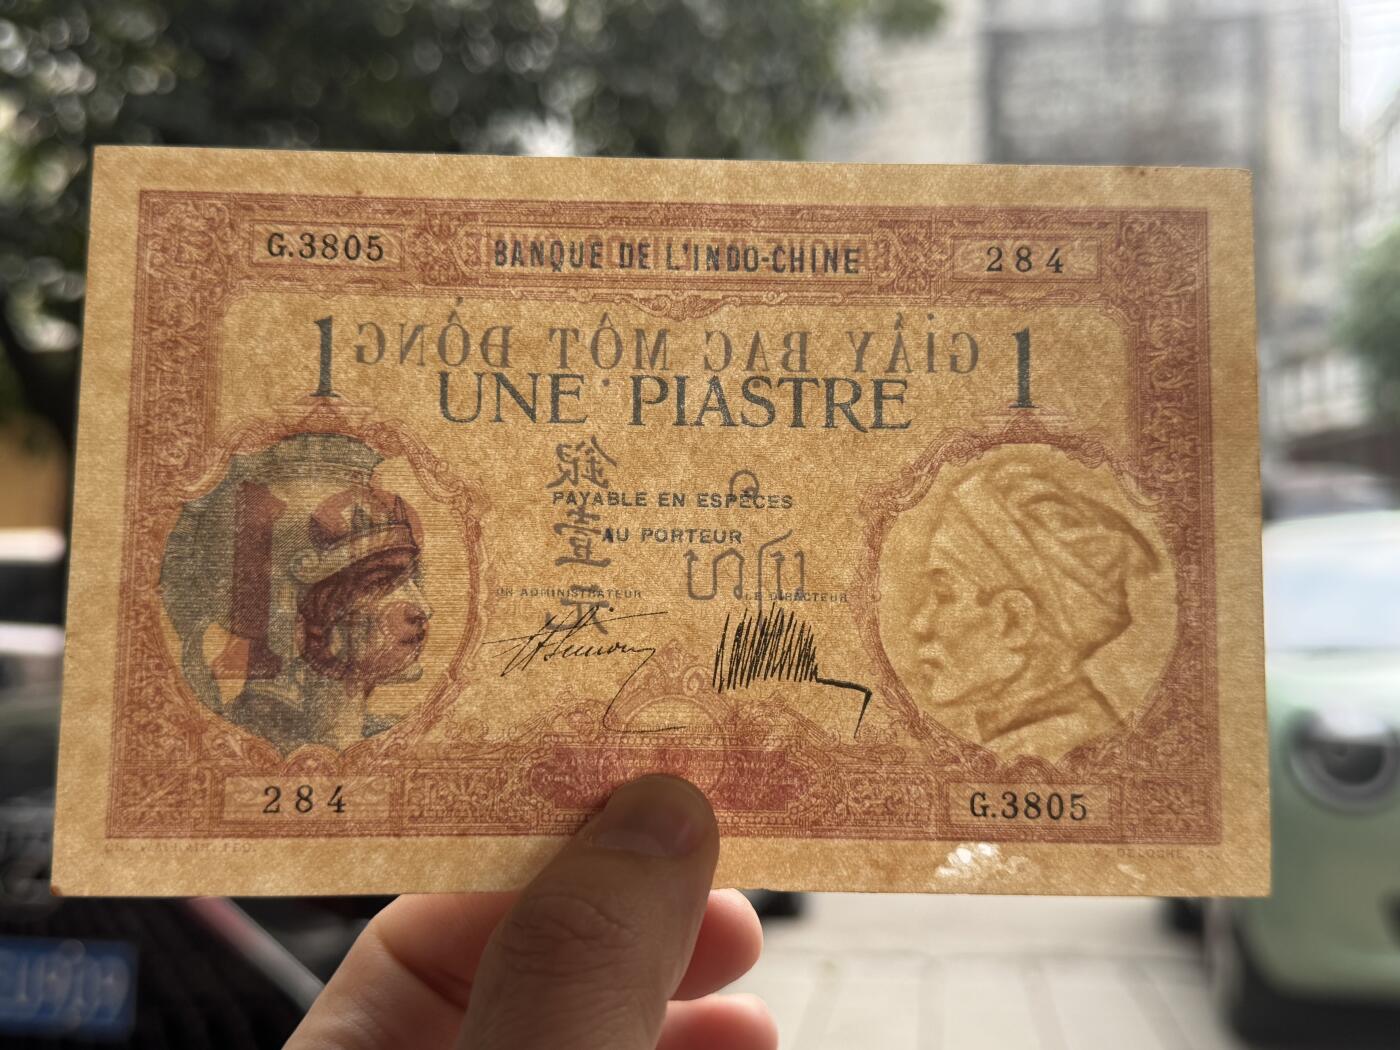 G.3805 BANQUE DE L'INDO-CHINE 284
1 GIẤY BẠC MỘT ĐỒNG 1
UNE PIASTRE
銀壹元
PAYABLE EN ESPÈCES
AU PORTEUR
UN ADMINISTRATEUR LE DIRECTEUR
284 G.3805